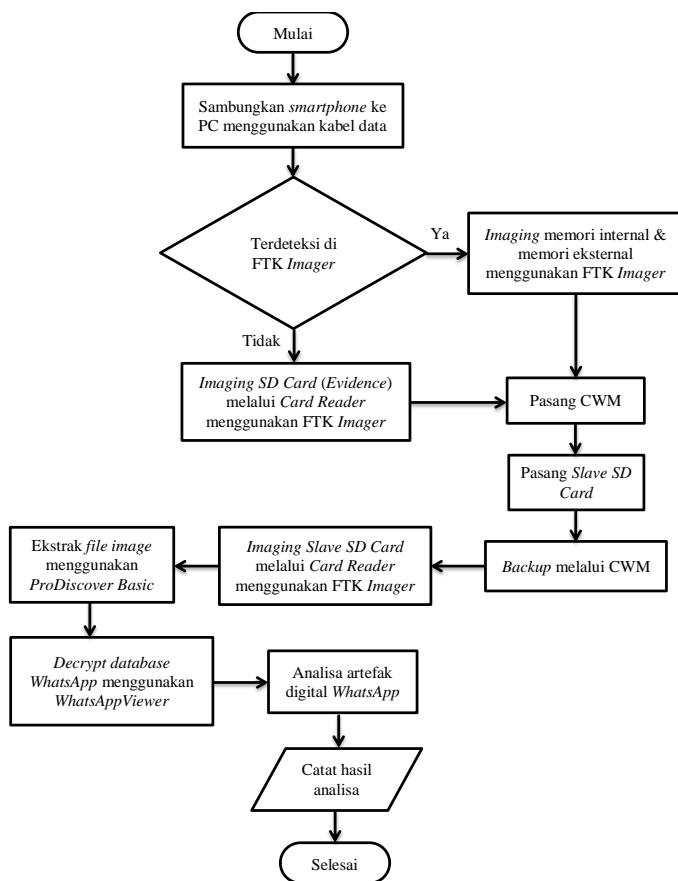 Mulai
Sambungkan smartphone ke
PC menggunakan kabel data
Terdeteksi di
FTK Imager
Ya
Imaging memori internal &
memori eksternal
menggunakan FTK Imager
Tidak
Imaging SD Card (Evidence)
melalui Card Reader
menggunakan FTK Imager
Pasang CWM
Pasang Slave SD
Card
Backup melalui CWM
Imaging Slave SD Card
melalui Card Reader
menggunakan FTK Imager
Ekstrak file image
menggunakan
ProDiscover Basic
Decrypt database
WhatsApp menggunakan
WhatsAppViewer
Analisa artefak
digital WhatsApp
Catat hasil
analisa
Selesai